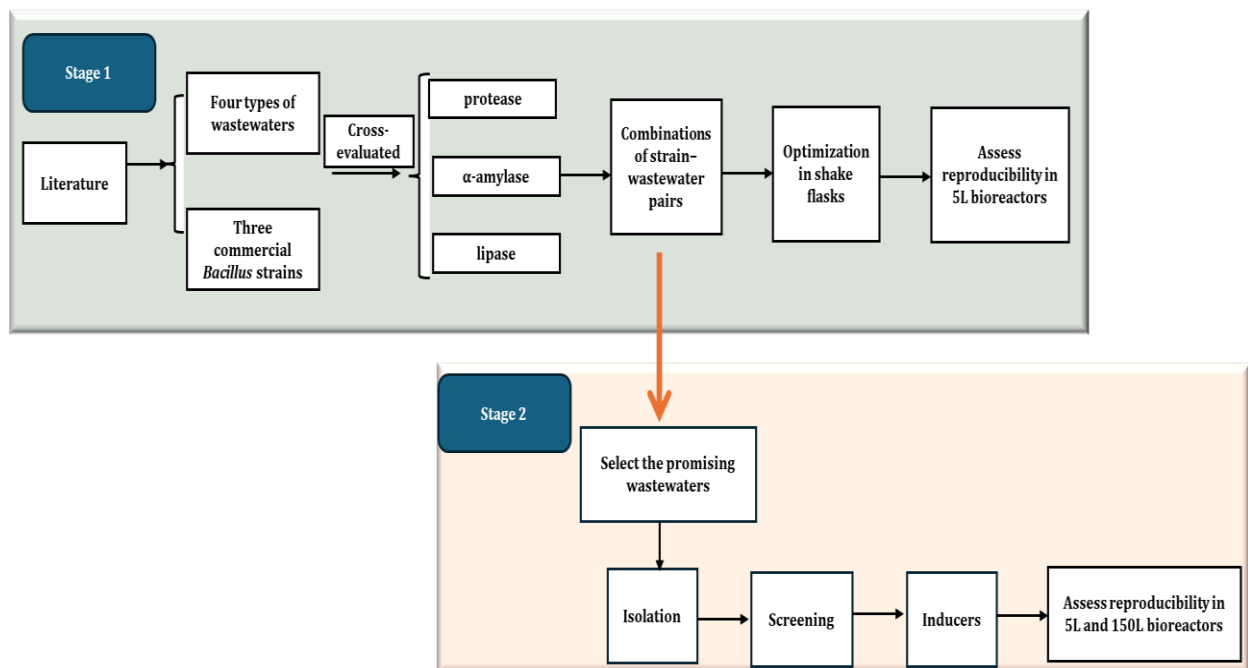 Stage 1
Literature
Four types of
wastewaters
Three
commercial
Bacillus strains
Cross-
evaluated
protease
α-amylase
lipase
Combinations
of strain–
wastewater
pairs
Optimization
in shake
flasks
Assess
reproducibility in
5L bioreactors
Stage 2
Select the promising
wastewaters
Isolation
Screening
Inducers
Assess reproducibility in
5L and 150L bioreactors